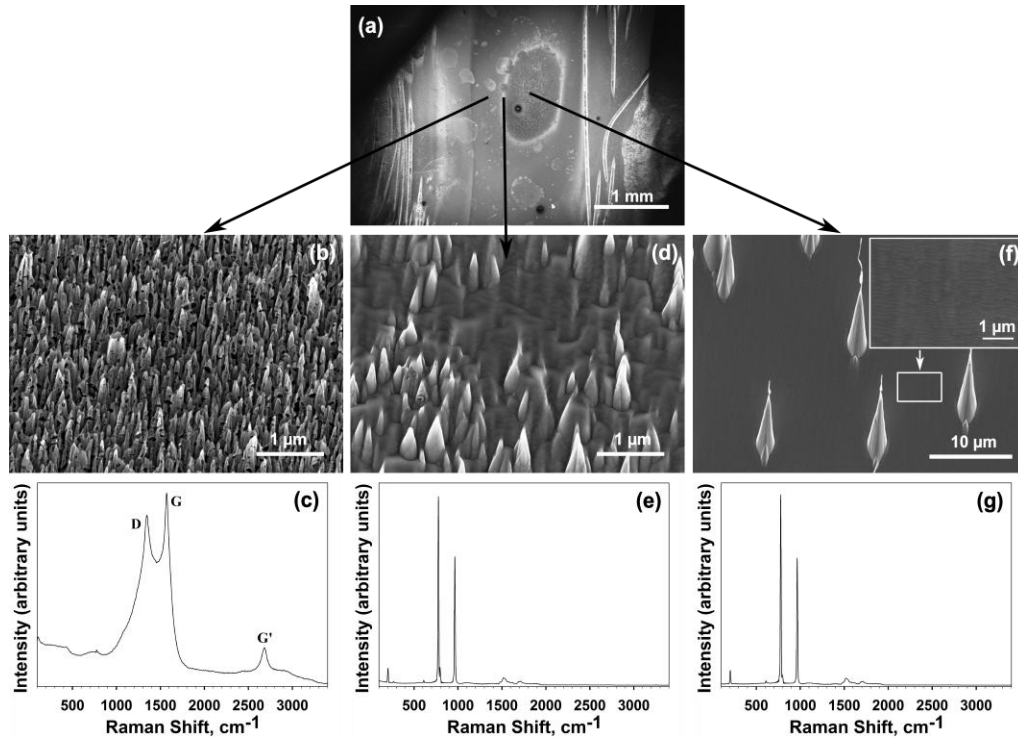 (a)
1 mm
(b)
1 µm
(d)
1 µm
(f)
1 µm
10 µm
(c)
D
G
G'
Intensity (arbitrary units)
500 1000 1500 2000 2500 3000
Raman Shift, cm-1
(e)
Intensity (arbitrary units)
500 1000 1500 2000 2500 3000
Raman Shift, cm-1
(g)
Intensity (arbitrary units)
500 1000 1500 2000 2500 3000
Raman Shift, cm-1